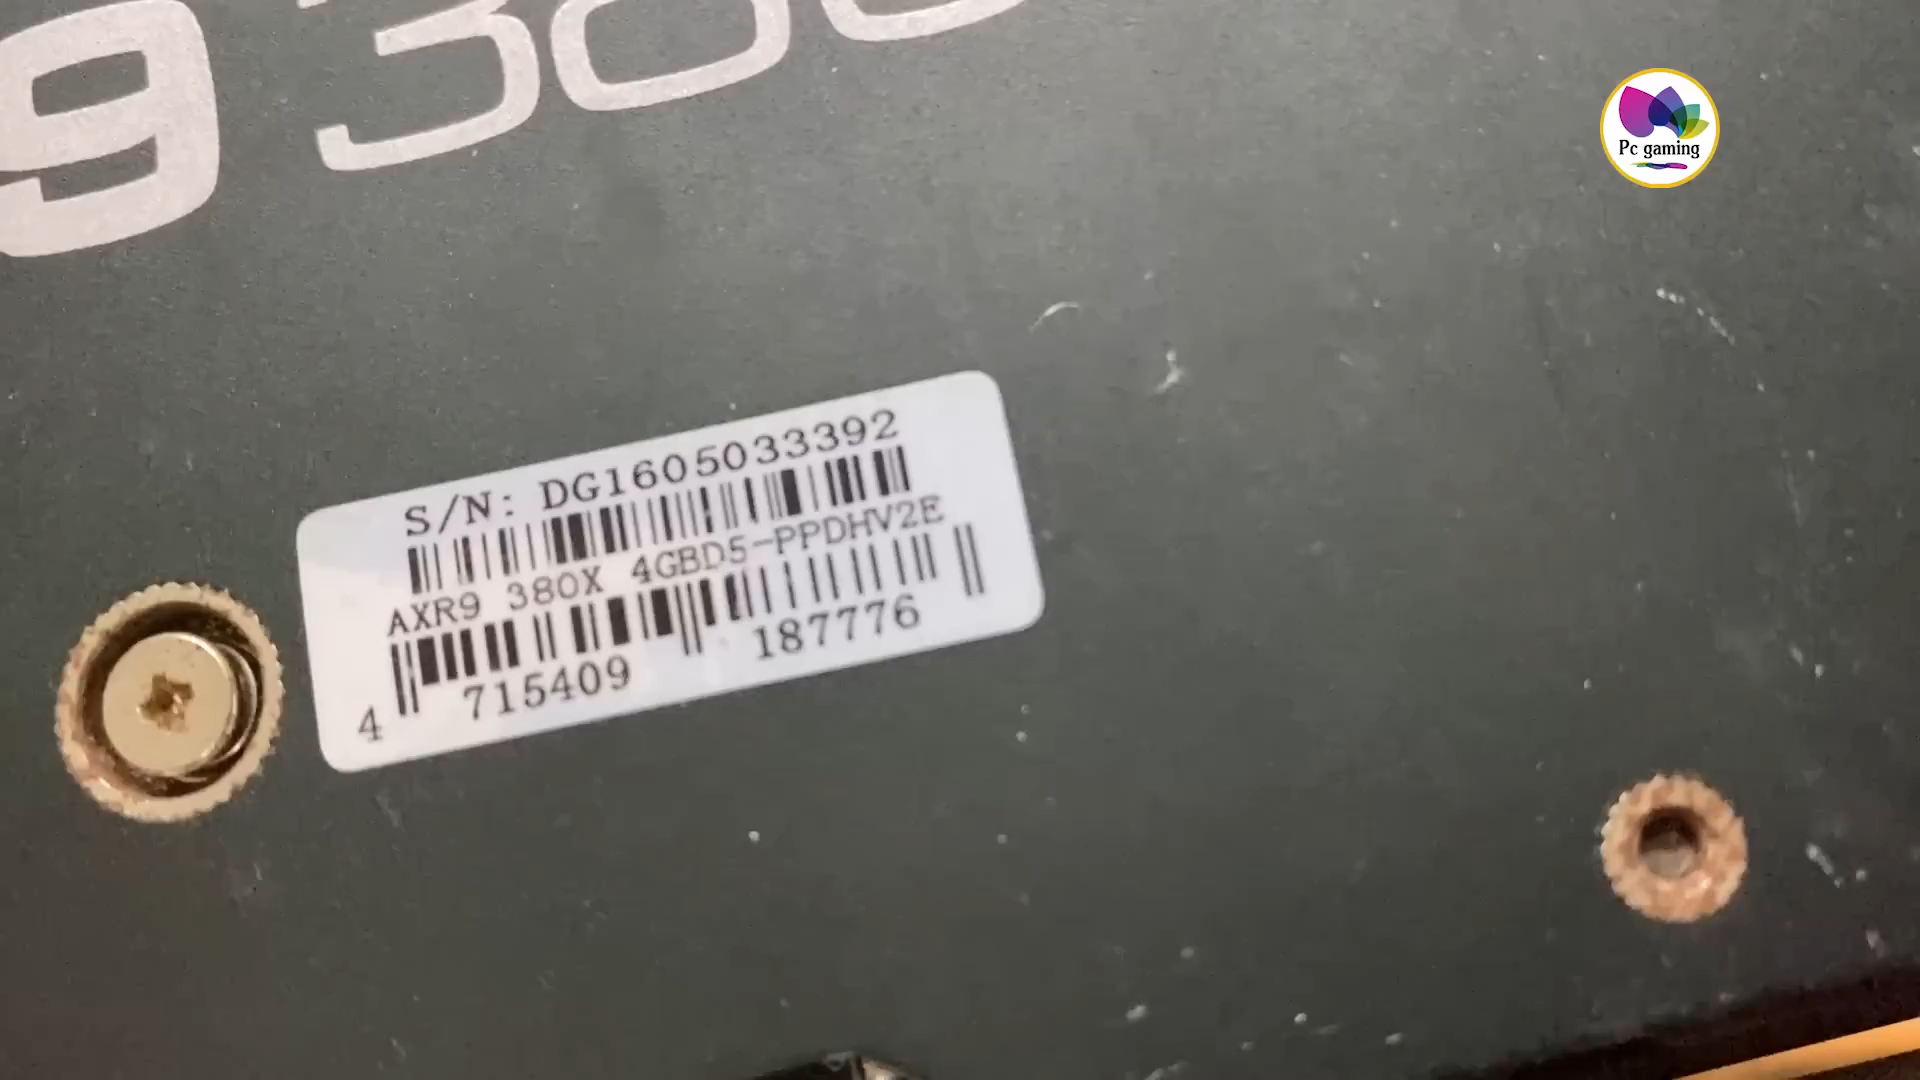 9 380
Pc gaming
S/N: DG1605033392
AXR9 380X 4GBD5-PPDHV2E
4 715409 187776